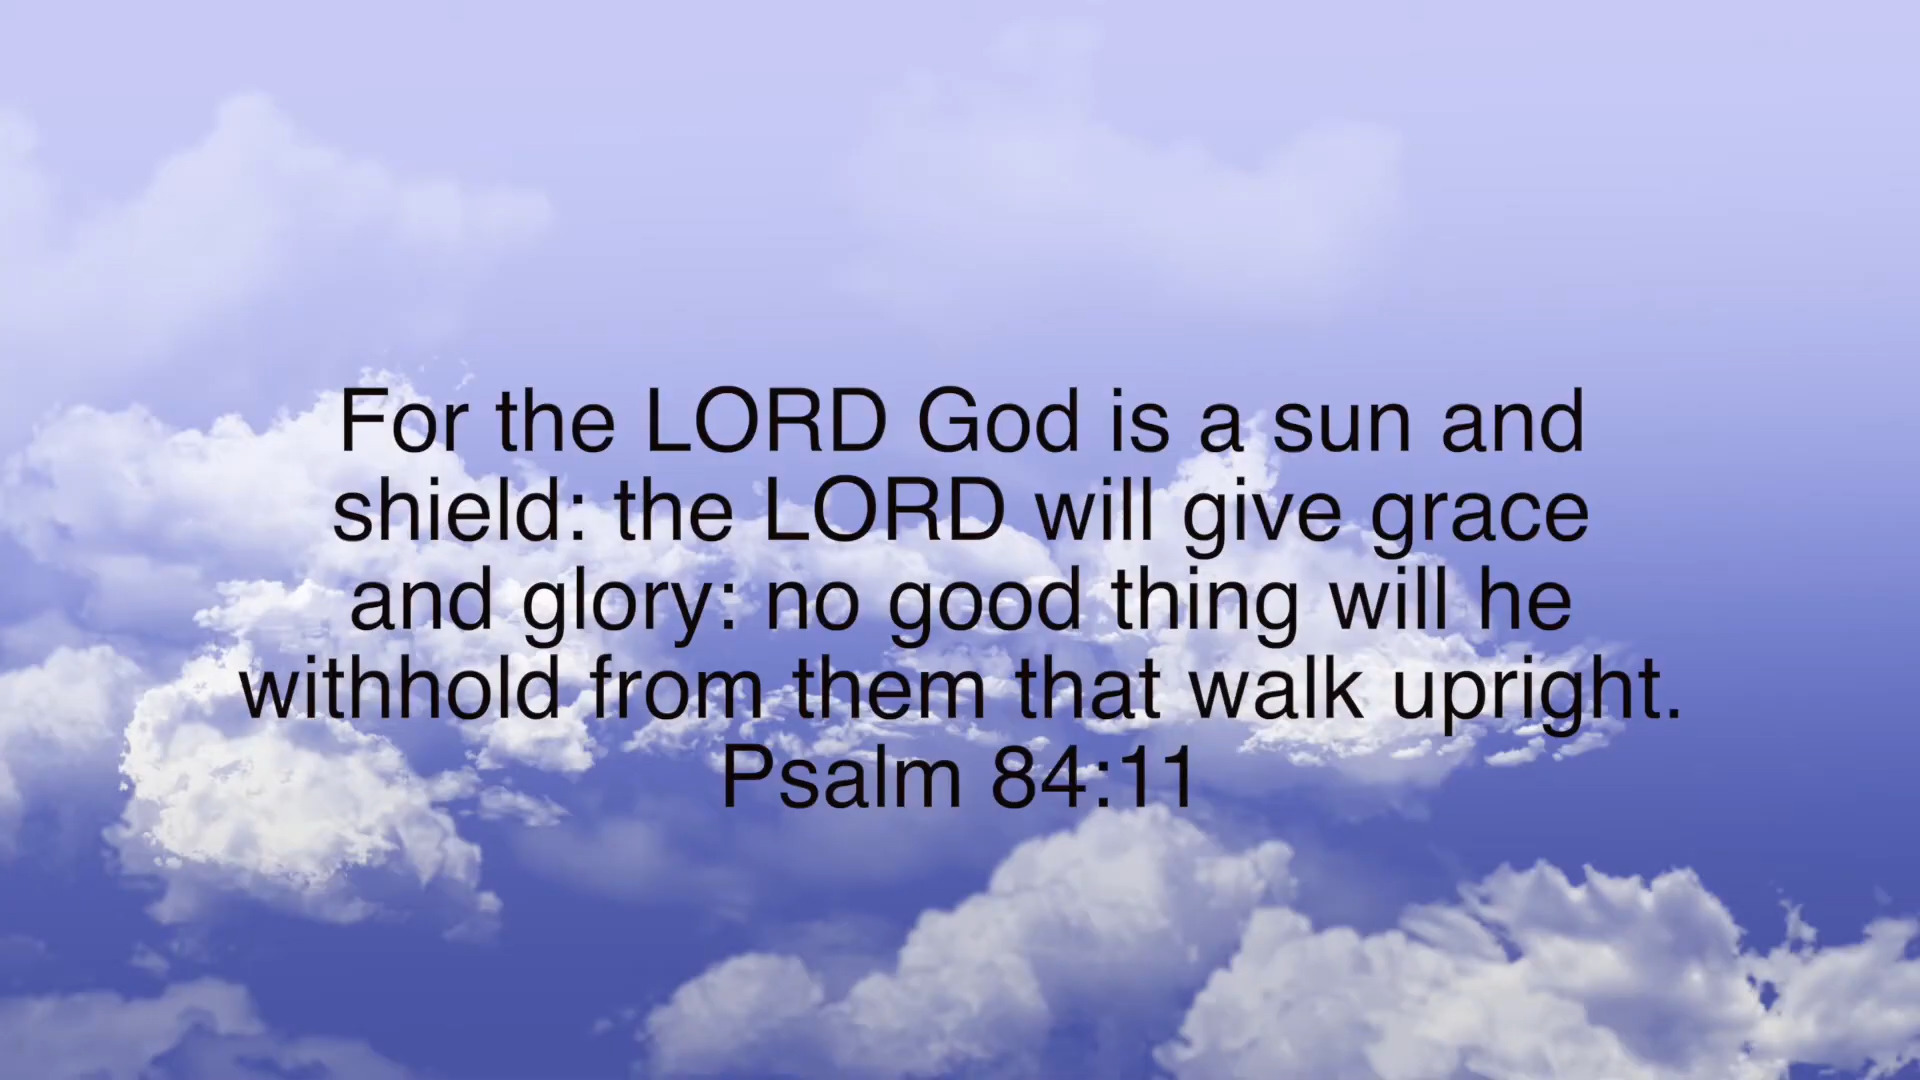 For the LORD God is a sun and
shield: the LORD will give grace
and glory: no good thing will he
withhold from them that walk upright.
Psalm 84:11